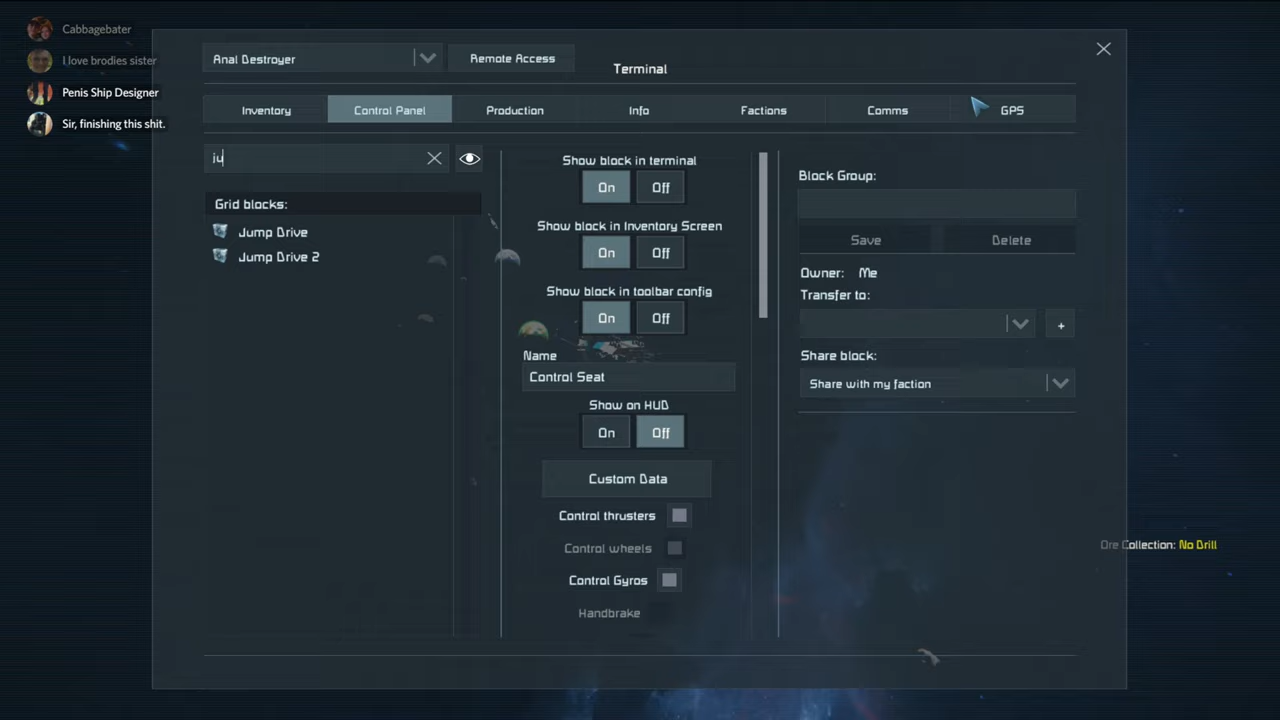 Cabbagebater
I love brodies sister
Penis Ship Designer
Sir, finishing this shit.
Anal Destroyer
Remote Access
Terminal
Inventory
Control Panel
Production
Info
Factions
Comms
GPS
ju
Grid blocks:
Jump Drive
Jump Drive 2
Show block in terminal
On Off
Show block in Inventory Screen
On Off
Show block in toolbar config
On Off
Name
Control Seat
Show on HUD
On Off
Custom Data
Control thrusters
Control wheels
Control Gyros
Handbrake
Block Group:
Save Delete
Owner: Me
Transfer to:
+
Share block:
Share with my faction
Ore Collection: No Drill